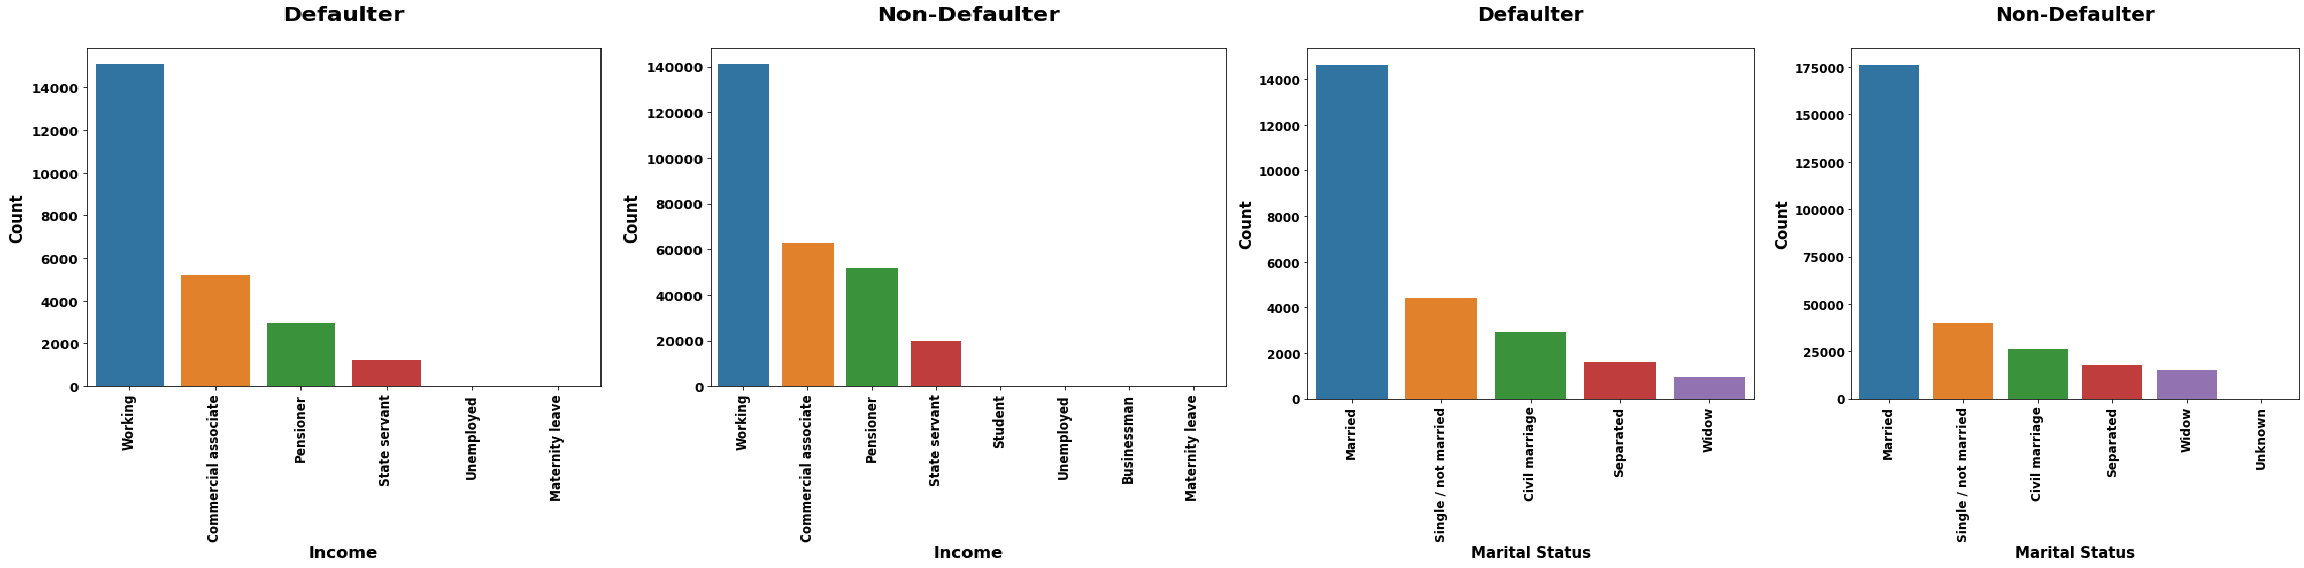 Defaulter
14000
12000
10000
8000
6000
4000
2000
0
Count
Working
Commercial associate
Pensioner
State servant
Unemployed
Maternity leave
Income
Non-Defaulter
140000
120000
100000
80000
60000
40000
20000
0
Count
Working
Commercial associate
Pensioner
State servant
Student
Unemployed
Businessman
Maternity leave
Income
Defaulter
14000
12000
10000
8000
6000
4000
2000
0
Count
Married
Single / not married
Civil marriage
Separated
Widow
Marital Status
Non-Defaulter
175000
150000
125000
100000
75000
50000
25000
0
Count
Married
Single / not married
Civil marriage
Separated
Widow
Unknown
Marital Status